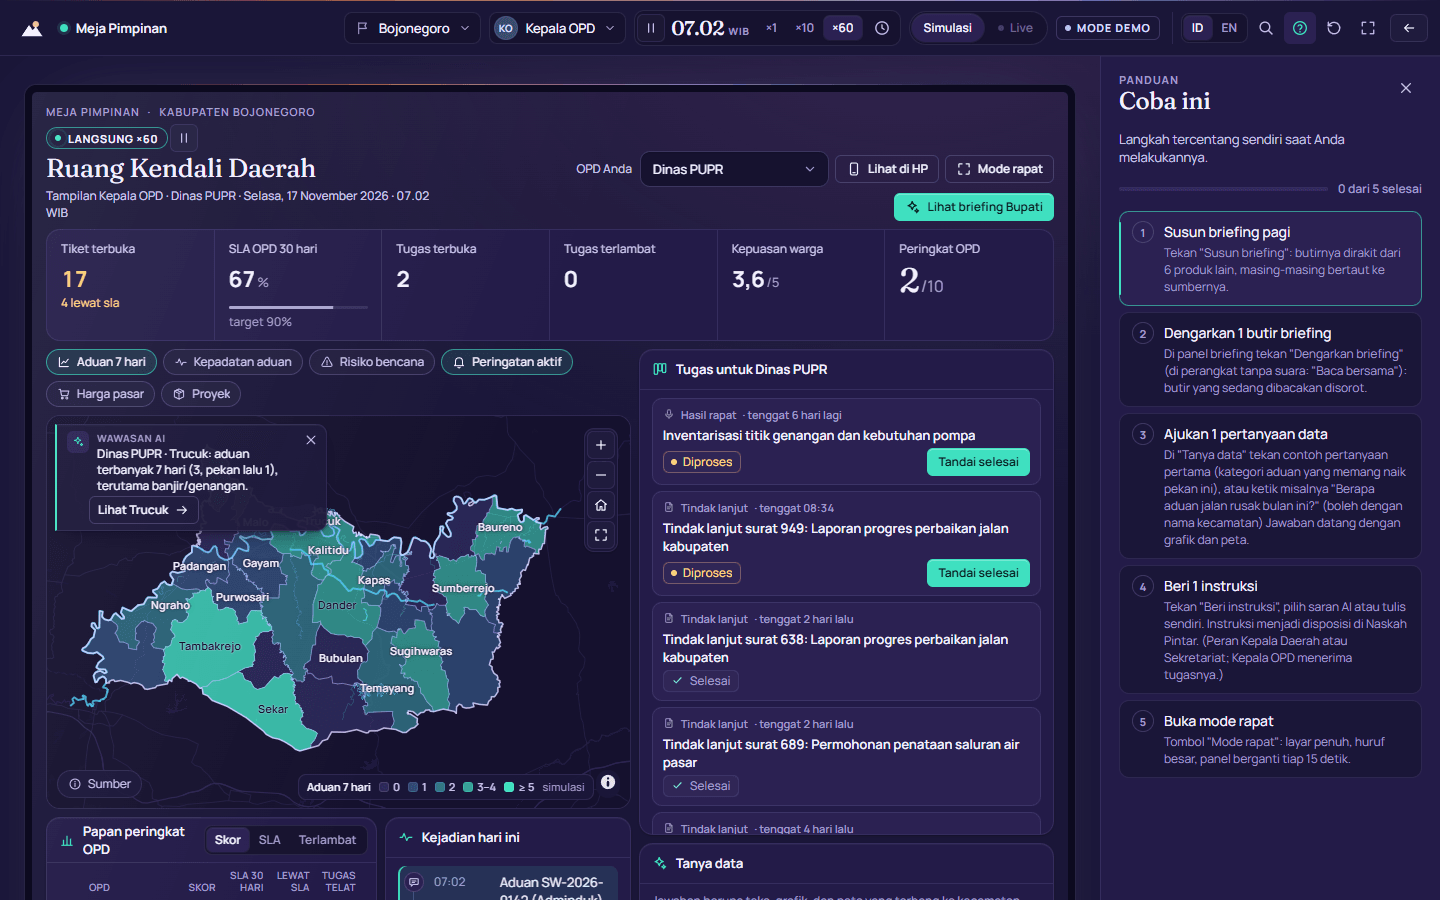 Meja Pimpinan
Bojonegoro
KO Kepala OPD
07.02 WIB
×1
×10
×60
Simulasi
Live
MODE DEMO
ID
EN
MEJA PIMPINAN · KABUPATEN BOJONEGORO
LANGSUNG ×60
Ruang Kendali Daerah
Tampilan Kepala OPD · Dinas PUPR · Selasa, 17 November 2026 · 07.02
WIB
OPD Anda
Dinas PUPR
Lihat di HP
Mode rapat
Lihat briefing Bupati
Tiket terbuka
17
4 lewat sla
SLA OPD 30 hari
67 %
target 90%
Tugas terbuka
2
Tugas terlambat
0
Kepuasan warga
3,6 /5
Peringkat OPD
2 /10
Aduan 7 hari
Kepadatan aduan
Risiko bencana
Peringatan aktif
Harga pasar
Proyek
WAWASAN AI
Dinas PUPR · Trucuk: aduan
terbanyak 7 hari (3, pekan lalu 1),
terutama banjir/genangan.
Lihat Trucuk
uk
Baureno
Kalitidu
Padangan
Gayam
Kapas
Sumberrejo
Purwosari
Ngraho
Dander
Tambakrejo
Bubulan
Sugihwaras
Temayang
Sekar
Sumber
Aduan 7 hari 0 1 2 3–4 ≥ 5 simulasi
Papan peringkat
OPD
Skor
SLA
Terlambat
OPD
SKOR
SLA 30
HARI
LEWAT
SLA
TUGAS
TELAT
Kejadian hari ini
07:02
Aduan SW-2026-
0142 (Adminduk)
Tugas untuk Dinas PUPR
Hasil rapat · tenggat 6 hari lagi
Inventarisasi titik genangan dan kebutuhan pompa
Diproses
Tandai selesai
Tindak lanjut · tenggat 08:34
Tindak lanjut surat 949: Laporan progres perbaikan jalan
kabupaten
Diproses
Tandai selesai
Tindak lanjut · tenggat 2 hari lalu
Tindak lanjut surat 638: Laporan progres perbaikan jalan
kabupaten
Selesai
Tindak lanjut · tenggat 2 hari lalu
Tindak lanjut surat 689: Permohonan penataan saluran air
pasar
Selesai
Tindak lanjut · tenggat 4 hari lalu
Tanya data
PANDUAN
Coba ini
Langkah tercentang sendiri saat Anda
melakukannya.
0 dari 5 selesai
1 Susun briefing pagi
Tekan "Susun briefing": butirnya dirakit dari
6 produk lain, masing-masing bertaut ke
sumbernya.
2 Dengarkan 1 butir briefing
Di panel briefing tekan "Dengarkan briefing"
(di perangkat tanpa suara: "Baca bersama"):
butir yang sedang dibacakan disorot.
3 Ajukan 1 pertanyaan data
Di "Tanya data" tekan contoh pertanyaan
pertama (kategori aduan yang memang naik
pekan ini), atau ketik misalnya "Berapa
aduan jalan rusak bulan ini?" (boleh dengan
nama kecamatan) Jawaban datang dengan
grafik dan peta.
4 Beri 1 instruksi
Tekan "Beri instruksi", pilih saran AI atau tulis
sendiri. Instruksi menjadi disposisi di Naskah
Pintar. (Peran Kepala Daerah atau
Sekretariat; Kepala OPD menerima
tugasnya.)
5 Buka mode rapat
Tombol "Mode rapat": layar penuh, huruf
besar, panel berganti tiap 15 detik.